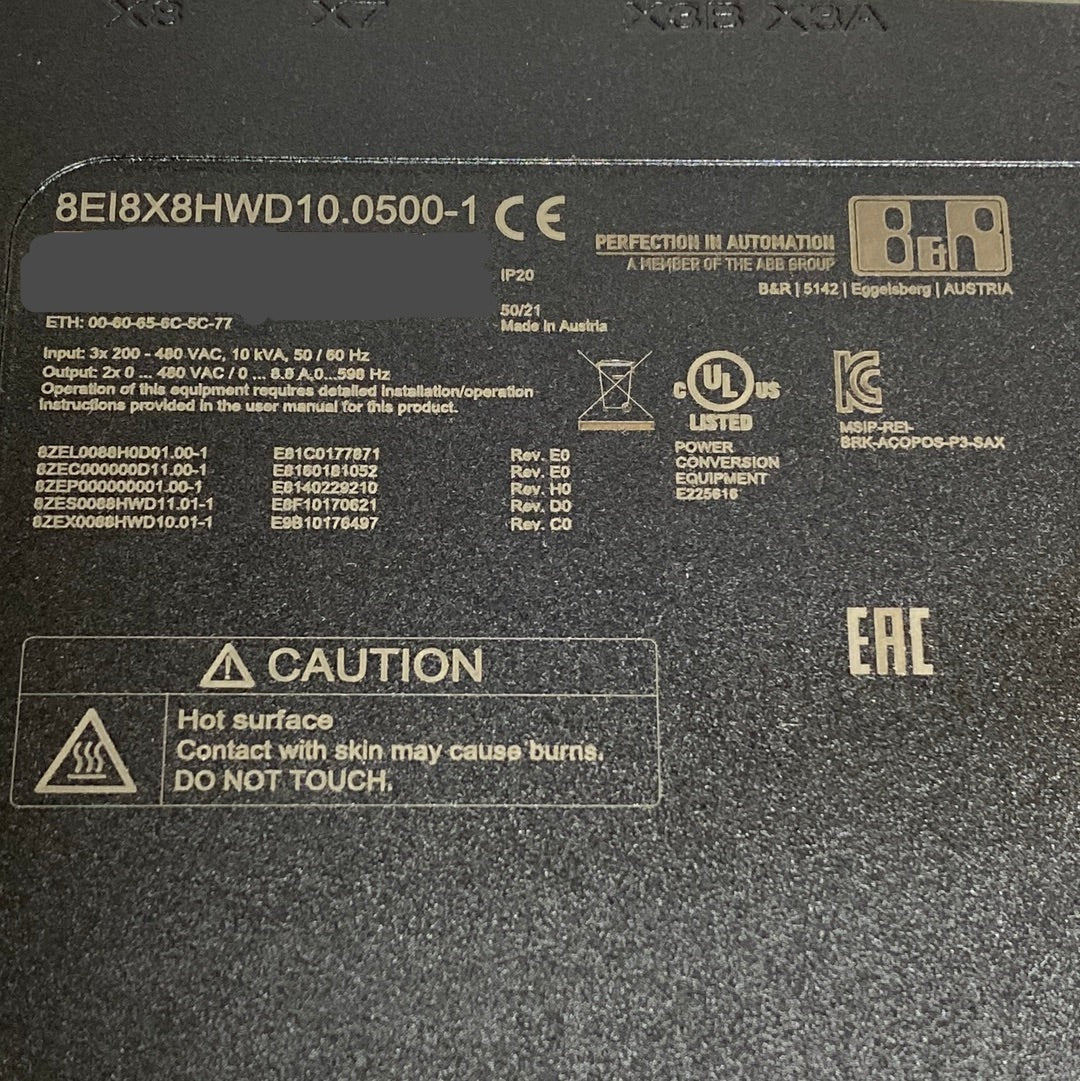 X8 X7 X3B X3A
8EI8X8HWD10.0500-1 CE
PERFECTION IN AUTOMATION
A MEMBER OF THE ABB GROUP
B&R
B&R | 5142 | Eggelsberg | AUSTRIA
IP20
50/21
Made in Austria
ETH: 00-60-65-6C-5C-77
Input: 3x 200 - 480 VAC, 10 kVA, 50 / 60 Hz
Output: 2x 0 ... 480 VAC / 0 ... 8.8 A,0...598 Hz
Operation of this equipment requires detailed installation/operation
instructions provided in the user manual for this product.
8ZEL0088H0D01.00-1 E81C0177871 Rev. E0
8ZEC000000D11.00-1 E8160181052 Rev. E0
8ZEP000000001.00-1 E8140229210 Rev. H0
8ZES0088HWD11.01-1 E8F10170621 Rev. D0
8ZEX0088HWD10.01-1 E9B10176497 Rev. C0
C UL US
LISTED
POWER
CONVERSION
EQUIPMENT
E225616
KC
MSIP-REI-
BRK-ACOPOS-P3-SAX
EAC
CAUTION
Hot surface
Contact with skin may cause burns.
DO NOT TOUCH.